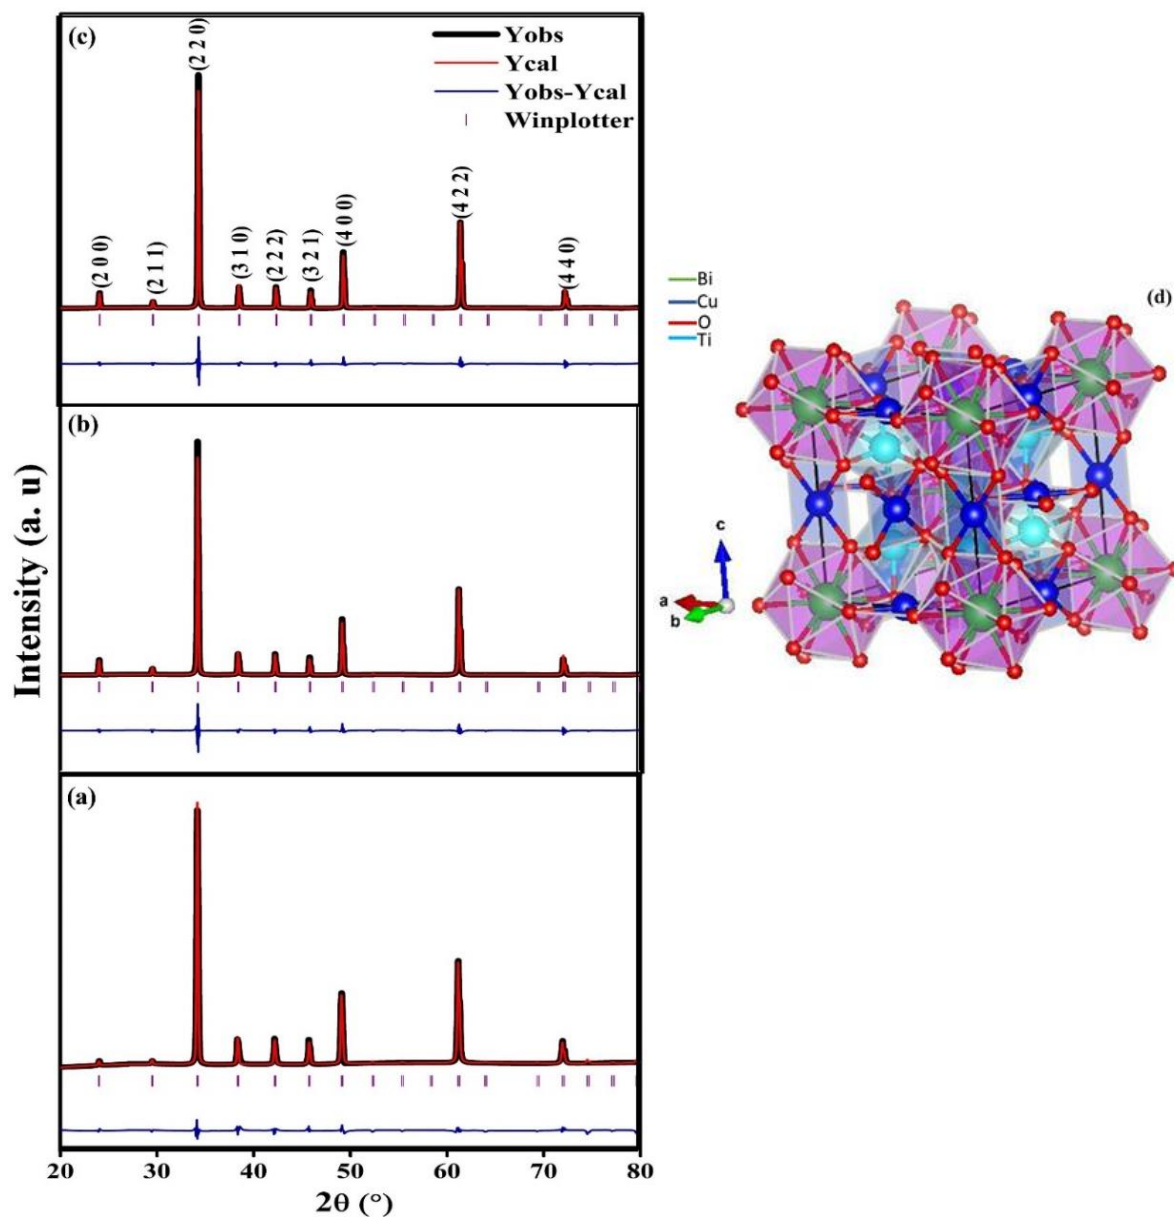 (c)
Yobs
Ycal
Yobs-Ycal
Winplotter
(2 0 0)
(2 1 1)
(2 2 0)
(3 1 0)
(2 2 2)
(3 2 1)
(4 0 0)
(4 2 2)
(4 4 0)
(b)
(a)
Intensity (a. u)
20 30 40 50 60 70 80
2θ (°)
Bi
Cu
O
Ti
(d)
c
a
b